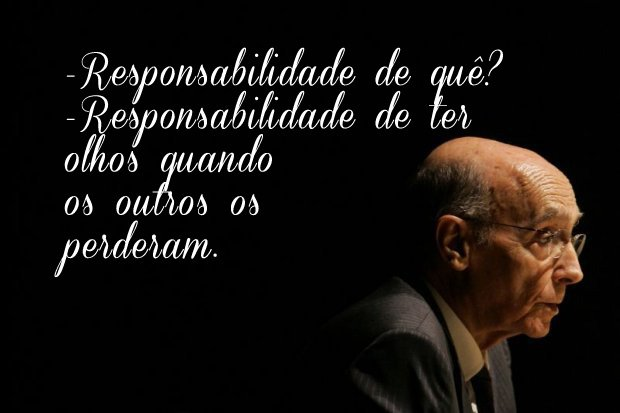 -Responsabilidade de quê?
-Responsabilidade de ter
olhos quando
os outros os
perderam.